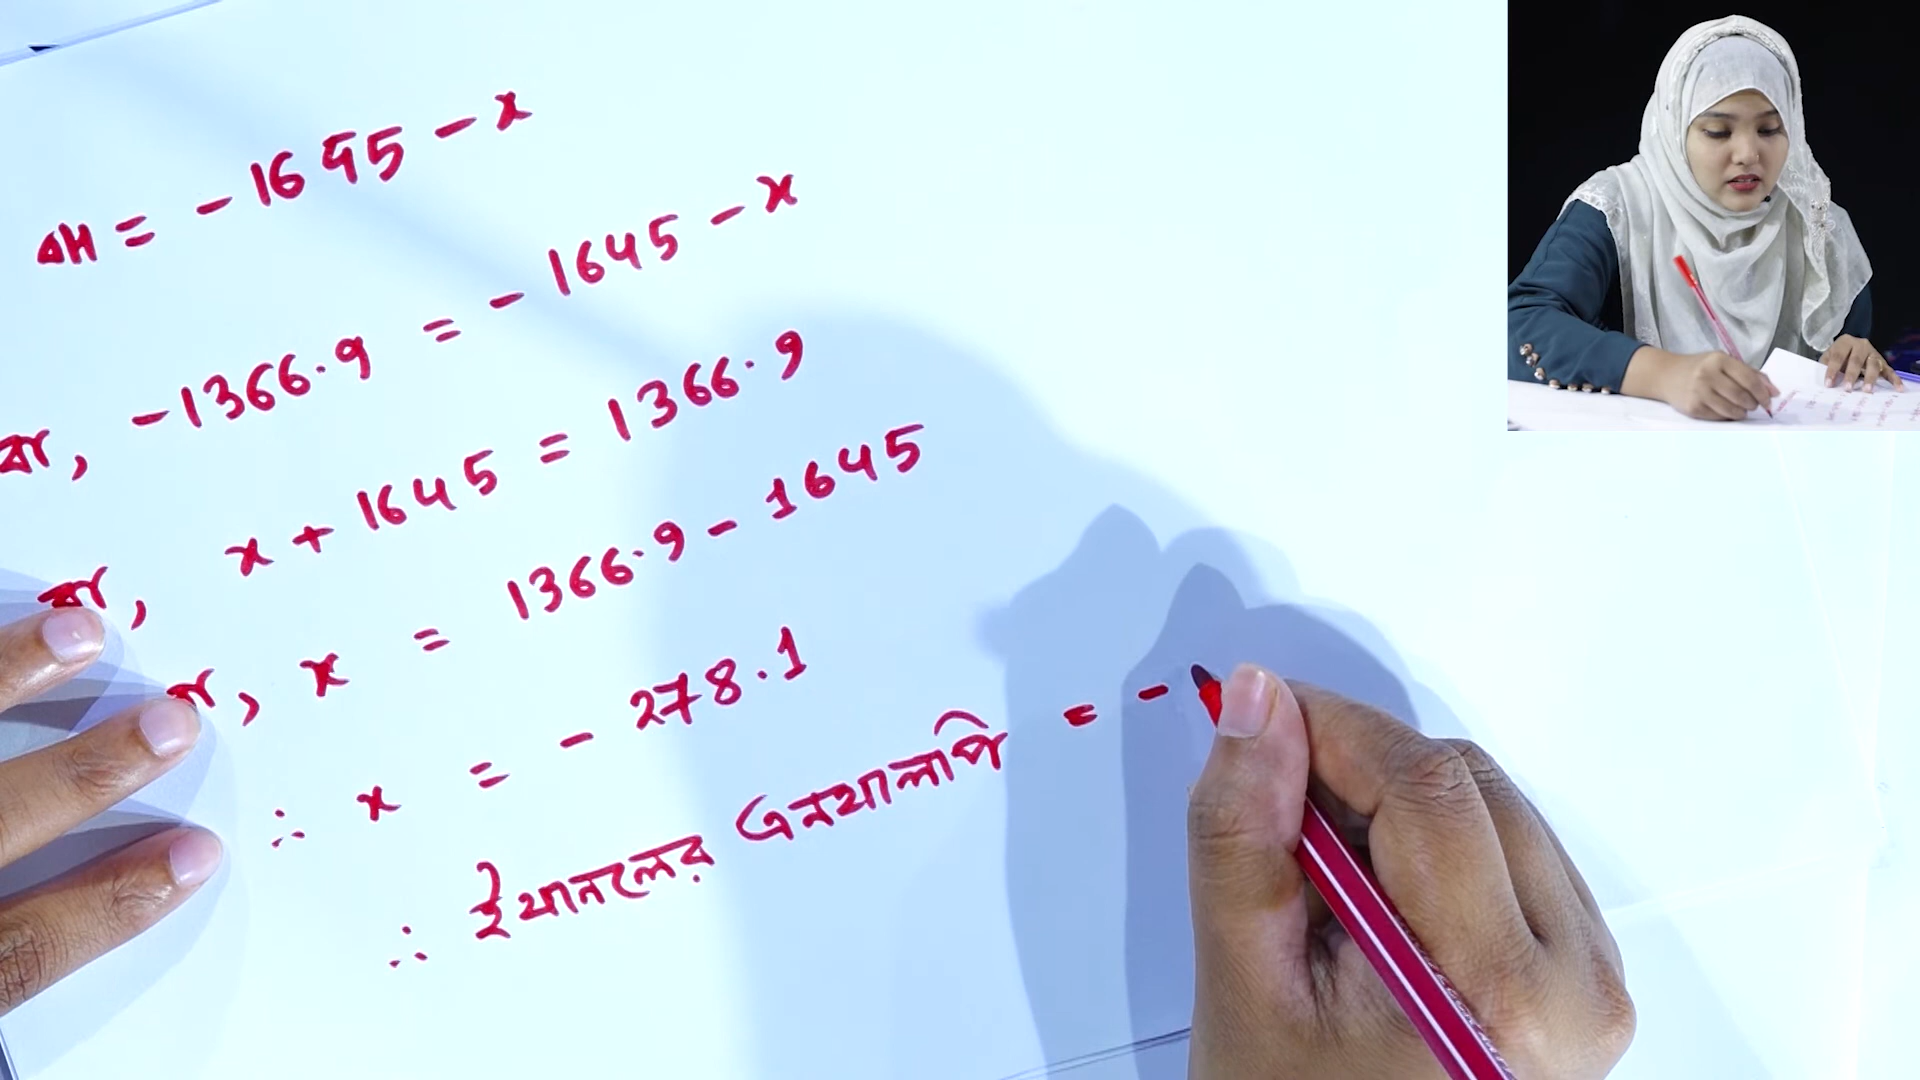 ΔH = - 1645 - x
বা, -1366.9 = - 1645 - x
বা, x + 1645 = 1366.9
বা, x = 1366.9 - 1645
∴ x = - 278.1
∴ ইথানলের এনথালপি = -